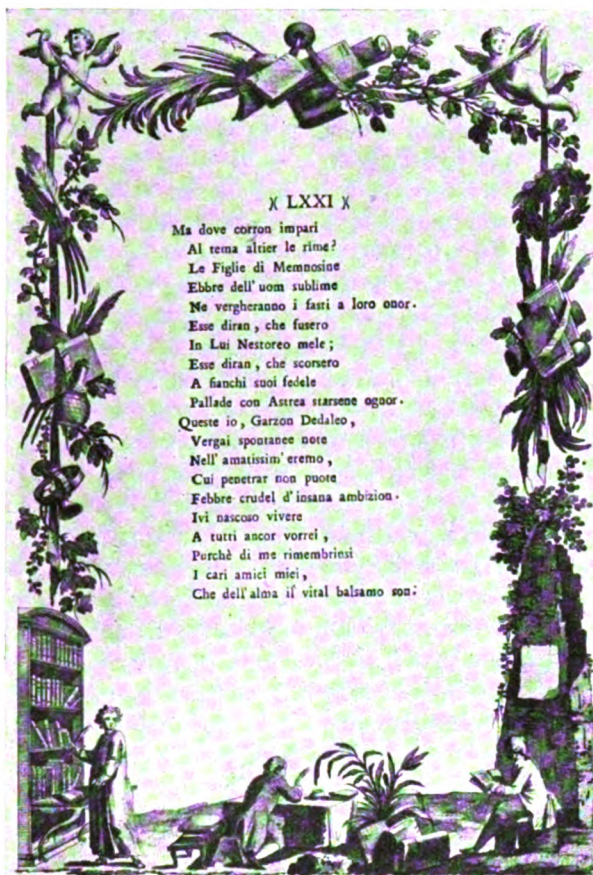 )( LXXI )(
Ma dove corron impari
Al tema altier le rime?
Le Figlie di Memnosine
Ebbre dell' uom sublime
Ne vergheranno i fasti a loro onor.
Esse diran, che fusero
In Lui Nestoreo mele;
Esse diran, che scorsero
A fianchi suoi fedele
Pallade con Astrea starsene ognor.
Queste io, Garzon Dedaleo,
Vergai spontanee note
Nell' amatissim' eremo,
Cui penetrar non puote
Febbre crudel d'insana ambizion.
Ivi nascoso vivere
A tutti ancor vorrei,
Purchè di me rimembrinsi
I cari amici miei,
Che dell' alma il vital balsamo son: